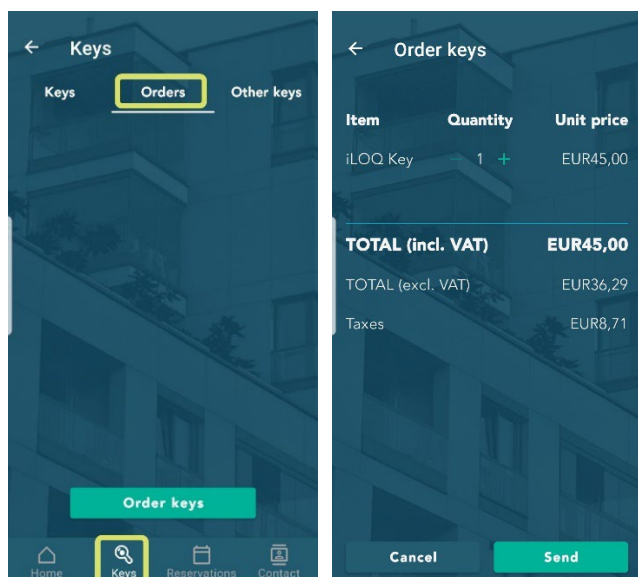 Keys
Keys Orders Other keys
Order keys
Home Keys Reservations Contact
Order keys
Item Quantity Unit price
iLOQ Key − 1 + EUR45,00
TOTAL (incl. VAT) EUR45,00
TOTAL (excl. VAT) EUR36,29
Taxes EUR8,71
Cancel Send